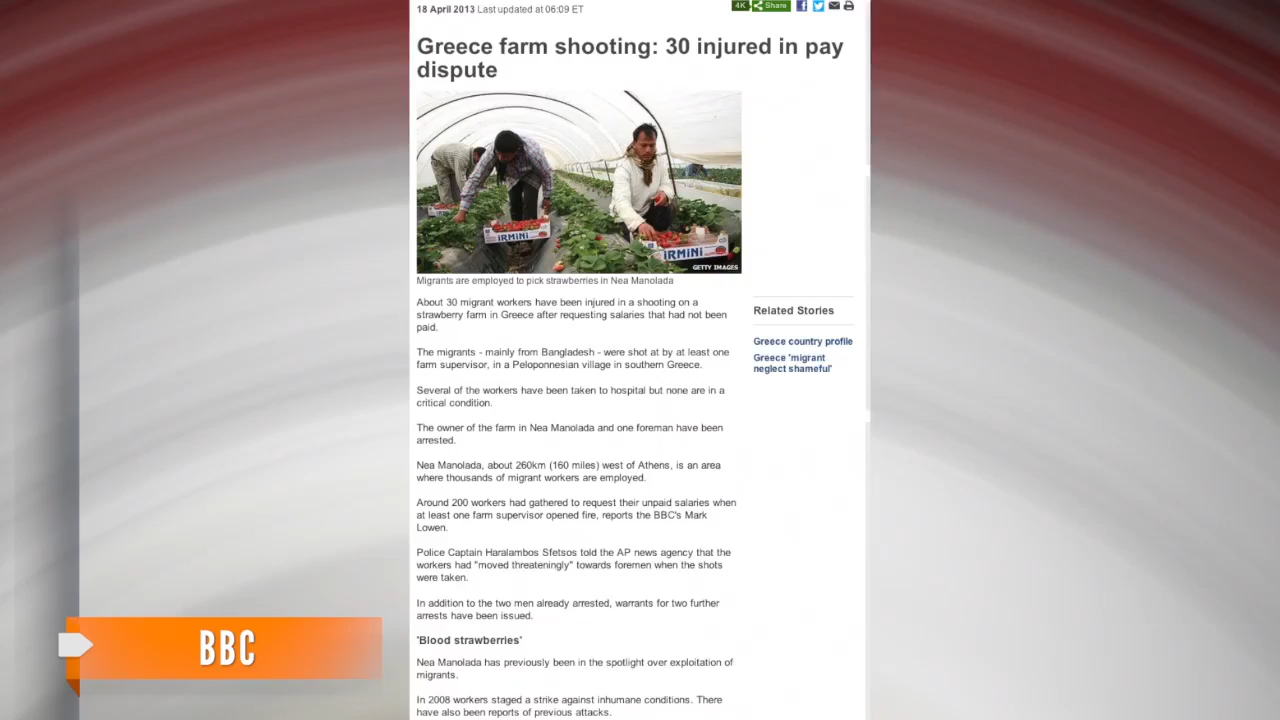 18 April 2013 Last updated at 06:09 ET
4K Share
Greece farm shooting: 30 injured in pay
dispute
IRMINI
IRMINI
GETTY IMAGES
Migrants are employed to pick strawberries in Nea Manolada
About 30 migrant workers have been injured in a shooting on a
strawberry farm in Greece after requesting salaries that had not been
paid.
The migrants - mainly from Bangladesh - were shot at by at least one
farm supervisor, in a Peloponnesian village in southern Greece.
Several of the workers have been taken to hospital but none are in a
critical condition.
The owner of the farm in Nea Manolada and one foreman have been
arrested.
Nea Manolada, about 260km (160 miles) west of Athens, is an area
where thousands of migrant workers are employed.
Around 200 workers had gathered to request their unpaid salaries when
at least one farm supervisor opened fire, reports the BBC's Mark
Lowen.
Police Captain Haralambos Sfetsos told the AP news agency that the
workers had "moved threateningly" towards foremen when the shots
were taken.
In addition to the two men already arrested, warrants for two further
arrests have been issued.
'Blood strawberries'
Nea Manolada has previously been in the spotlight over exploitation of
migrants.
In 2008 workers staged a strike against inhumane conditions. There
have also been reports of previous attacks.
Related Stories
Greece country profile
Greece 'migrant
neglect shameful'
BBC